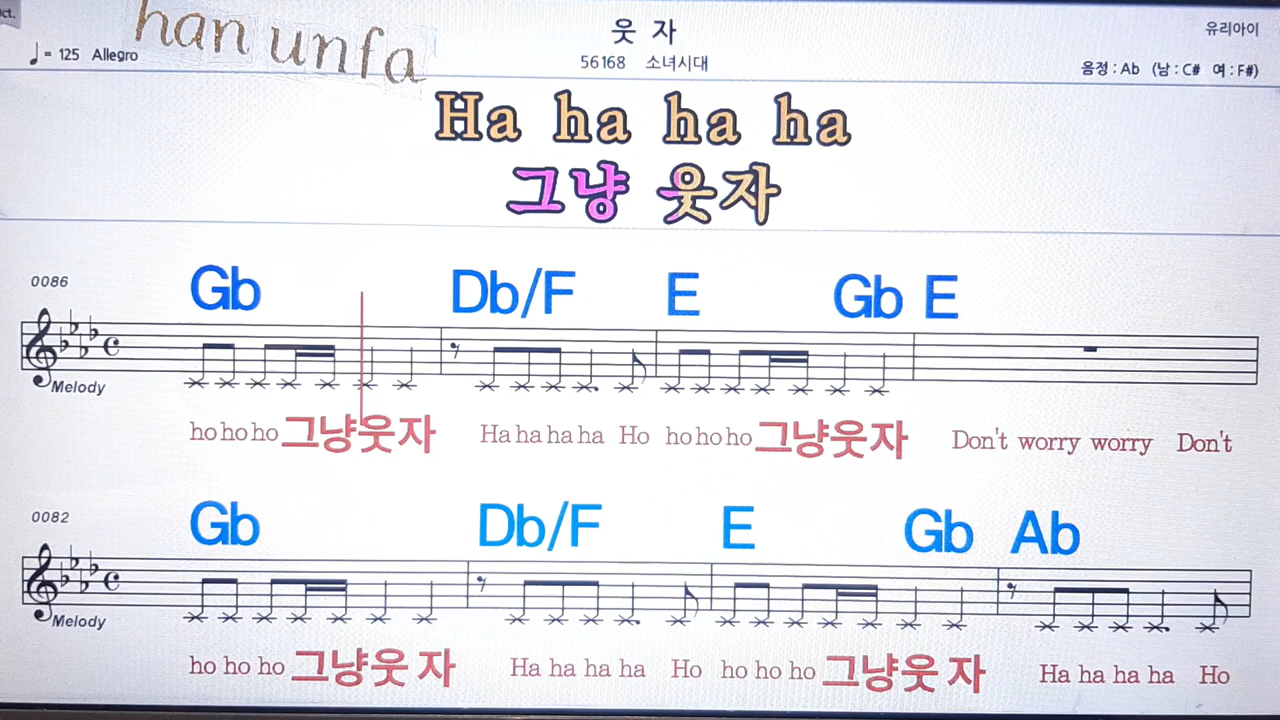 ct.
han unfa
웃 자
유리아이
♩= 125 Allegro
56168 소녀시대
음정 : Ab (남 : C# 여 : F#)
Ha ha ha ha
그냥 웃자
0086
Gb Db/F E Gb E
Melody
ho ho ho 그냥웃자 Ha ha ha ha Ho ho ho ho 그냥웃자 Don't worry worry Don't
0082
Gb Db/F E Gb Ab
Melody
ho ho ho 그냥웃 자 Ha ha ha ha Ho ho ho ho 그냥웃 자 Ha ha ha ha Ho